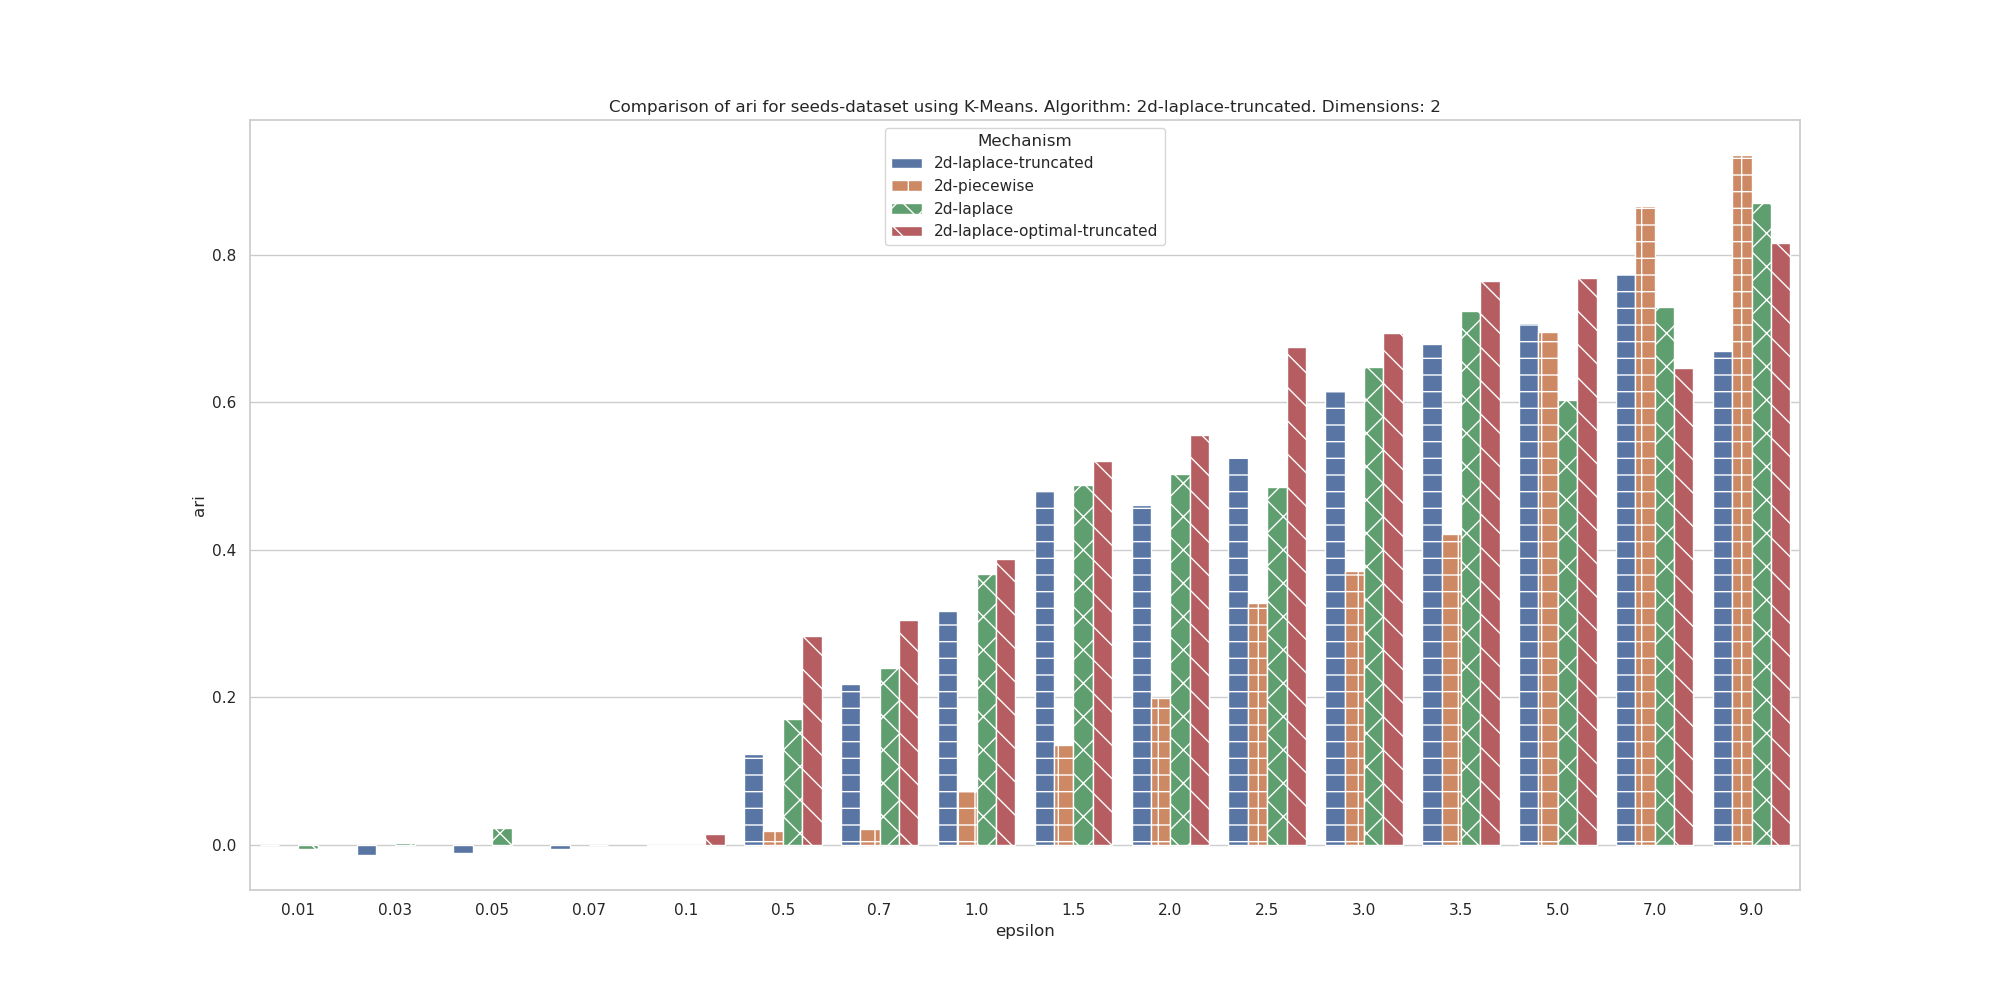 Comparison of ari for seeds-dataset using K-Means. Algorithm: 2d-laplace-truncated. Dimensions: 2
Mechanism
2d-laplace-truncated
2d-piecewise
2d-laplace
2d-laplace-optimal-truncated
0.8
0.6
0.4
0.2
0.0
ari
0.01 0.03 0.05 0.07 0.1 0.5 0.7 1.0 1.5 2.0 2.5 3.0 3.5 5.0 7.0 9.0
epsilon